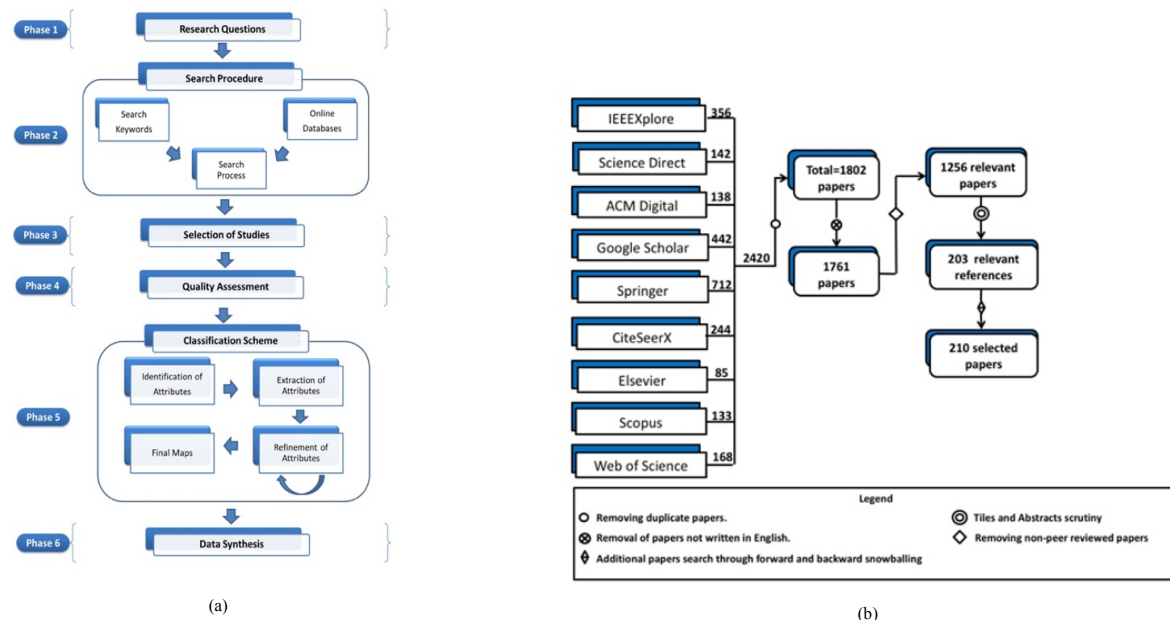 Phase 1
Research Questions
Search Procedure
Phase 2
Search
Keywords
Online
Databases
Search
Process
Phase 3
Selection of Studies
Phase 4
Quality Assessment
Classification Scheme
Phase 5
Identification of
Attributes
Extraction of
Attributes
Final Maps
Refinement of
Attributes
Phase 6
Data Synthesis
(a)
IEEEXplore
356
Science Direct
142
ACM Digital
138
Google Scholar
442
Springer
712
CiteSeerX
244
Elsevier
85
Scopus
133
Web of Science
168
2420
Total=1802
papers
1761
papers
1256 relevant
papers
203 relevant
references
210 selected
papers
Legend
Removing duplicate papers.
Removal of papers not written in English.
Additional papers search through forward and backward snowballing
Tiles and Abstracts scrutiny
Removing non-peer reviewed papers
(b)